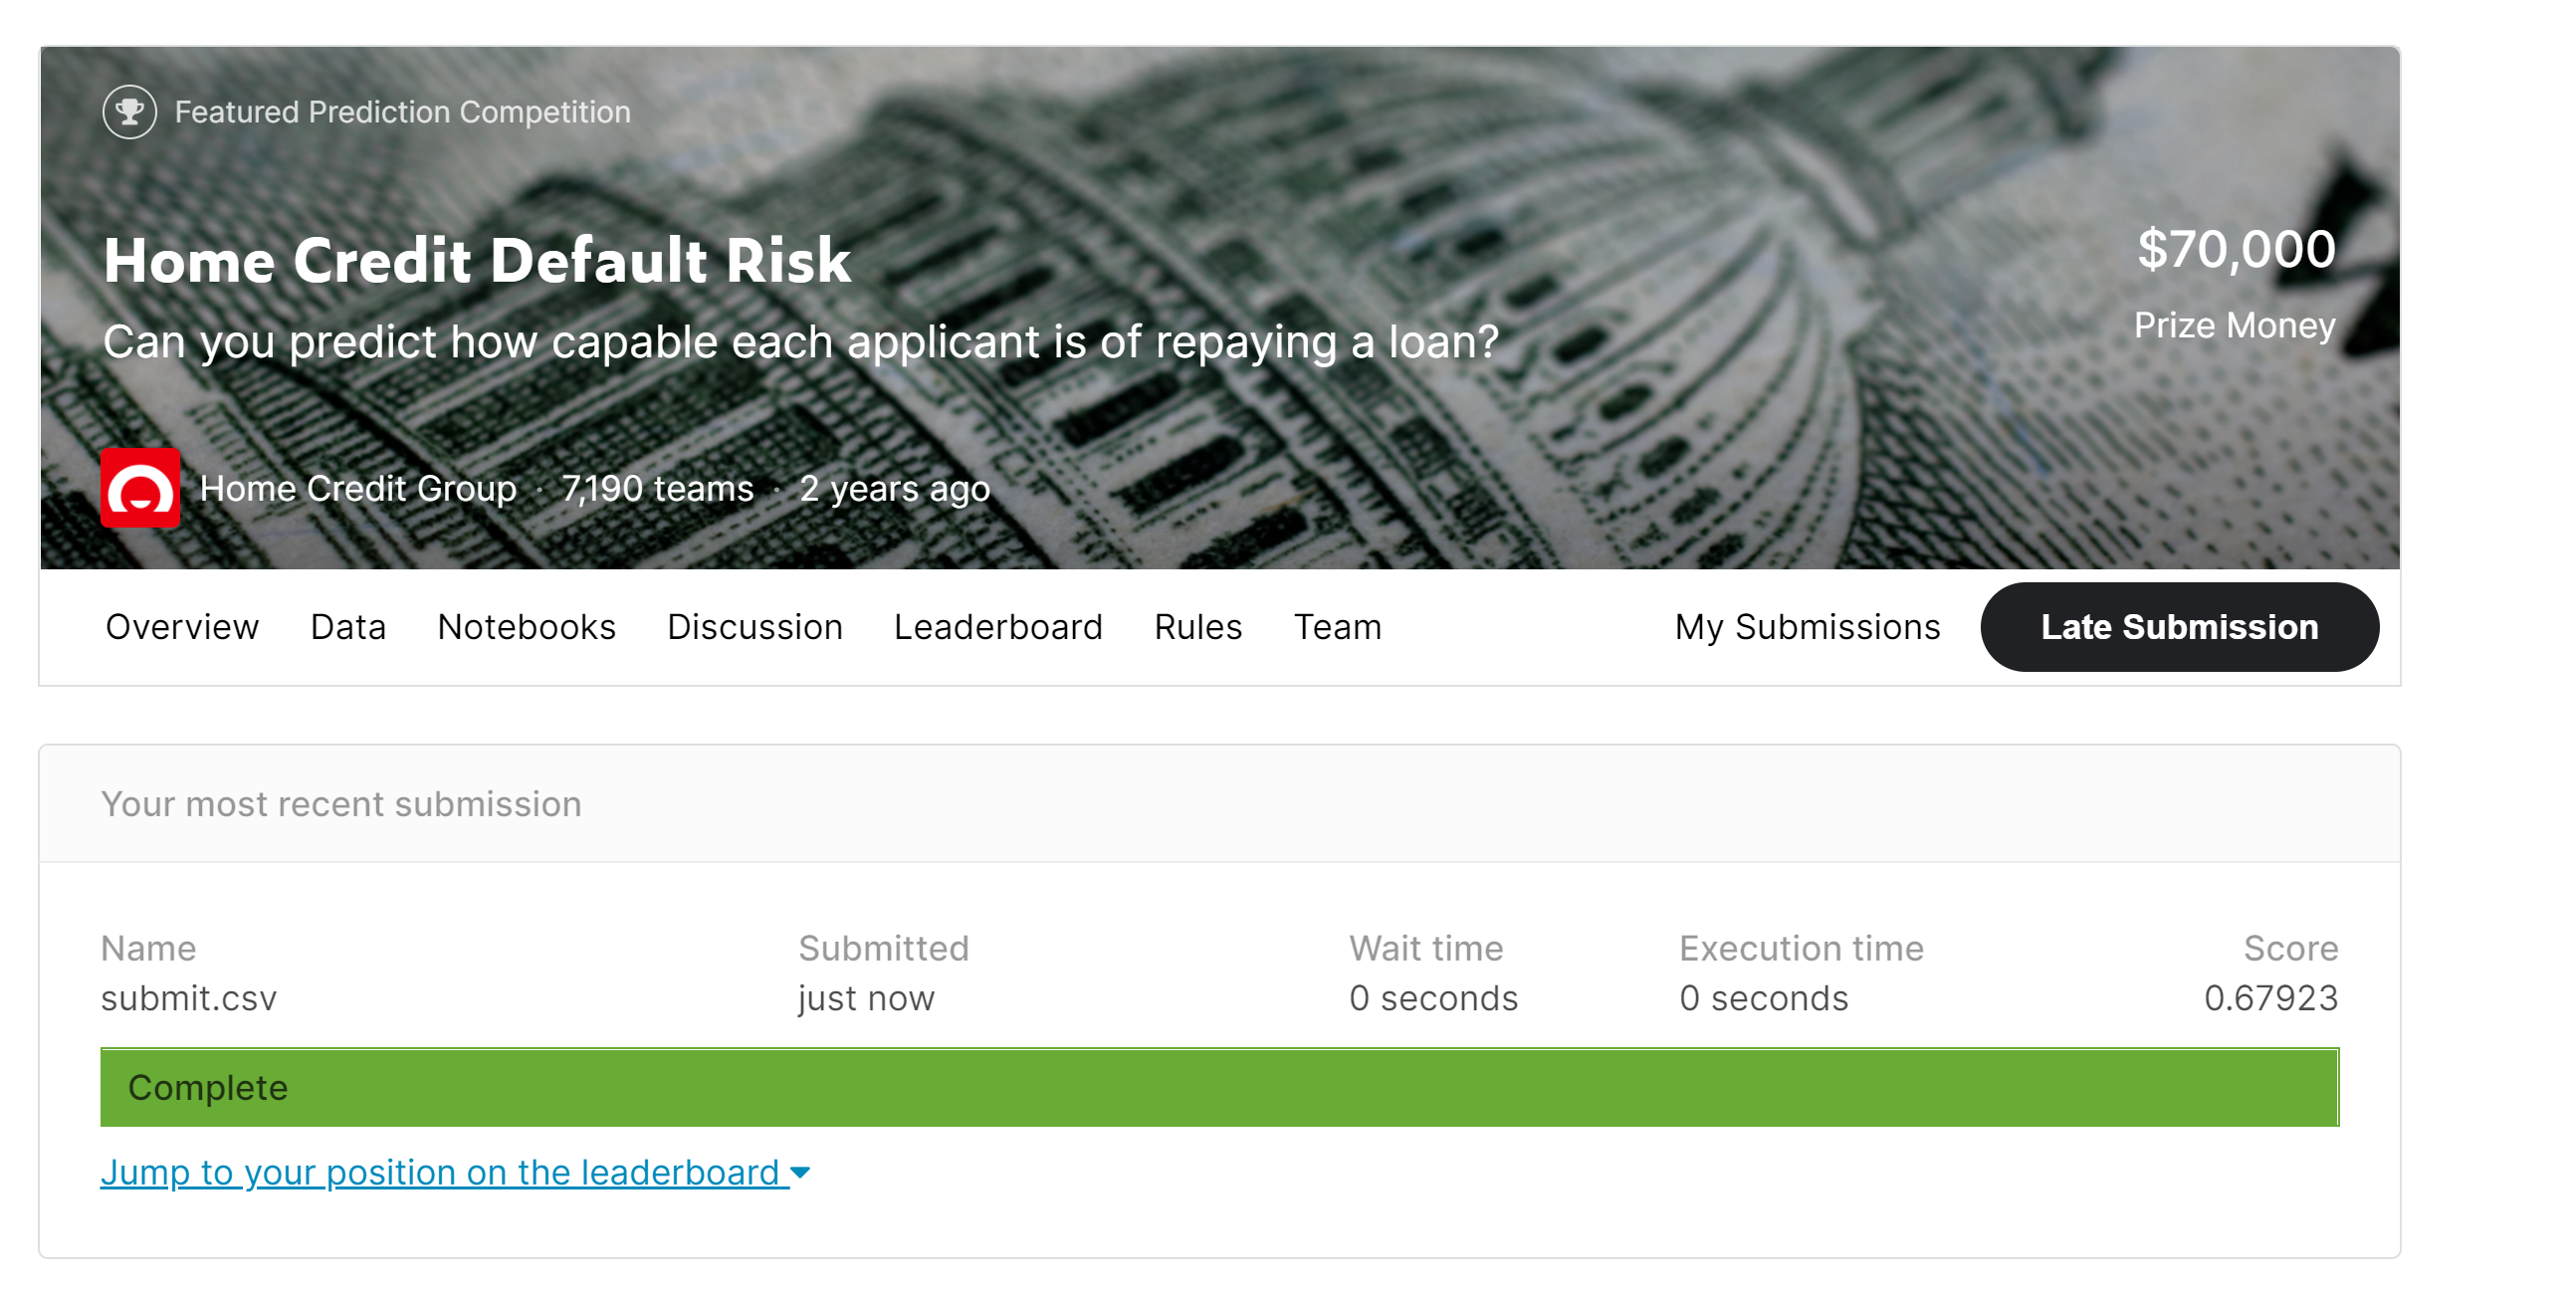 Featured Prediction Competition
Home Credit Default Risk
Can you predict how capable each applicant is of repaying a loan?
$70,000
Prize Money
Home Credit Group · 7,190 teams · 2 years ago
Overview Data Notebooks Discussion Leaderboard Rules Team My Submissions Late Submission
Your most recent submission
Name Submitted Wait time Execution time Score
submit.csv just now 0 seconds 0 seconds 0.67923
Complete
Jump to your position on the leaderboard